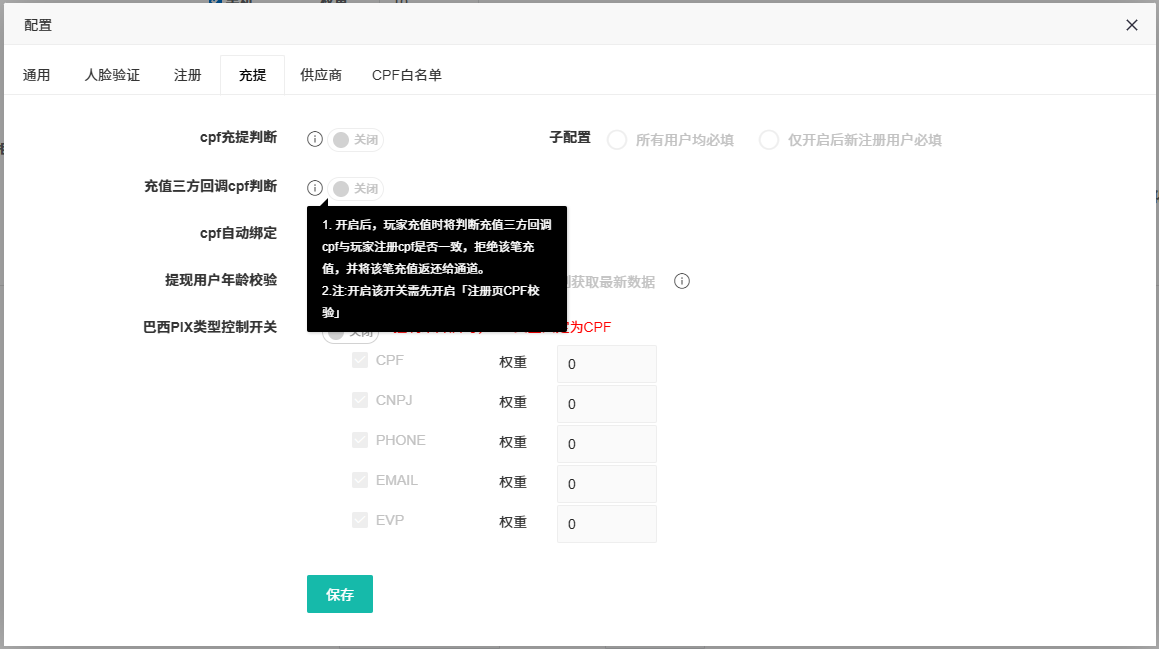 配置
通用 人脸验证 注册 充提 供应商 CPF白名单
cpf充提判断 关闭 子配置 所有用户均必填 仅开启后新注册用户必填
充值三方回调cpf判断 关闭
1. 开启后，玩家充值时将判断充值三方回调
cpf与玩家注册cpf是否一致，拒绝该笔充
值，并将该笔充值返还给通道。
2.注:开启该开关需先开启「注册页CPF校
验」
cpf自动绑定
提现用户年龄校验 获取最新数据
巴西PIX类型控制开关 关闭 为CPF
CPF 权重 0
CNPJ 权重 0
PHONE 权重 0
EMAIL 权重 0
EVP 权重 0
保存